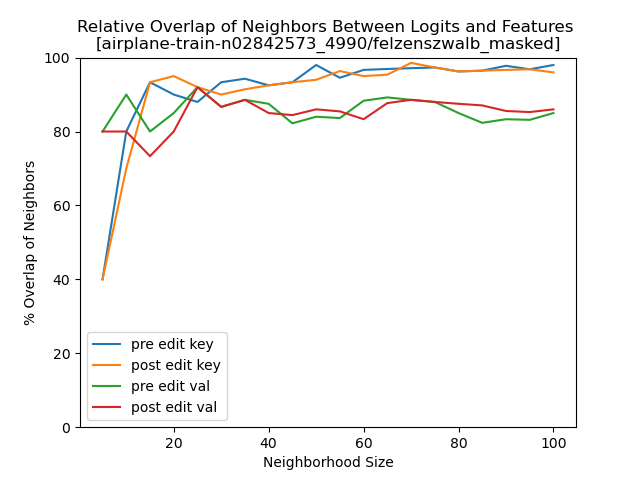 Relative Overlap of Neighbors Between Logits and Features
[airplane-train-n02842573_4990/felzenszwalb_masked]
100
80
60
40
20
0
% Overlap of Neighbors
pre edit key
post edit key
pre edit val
post edit val
20 40 60 80 100
Neighborhood Size